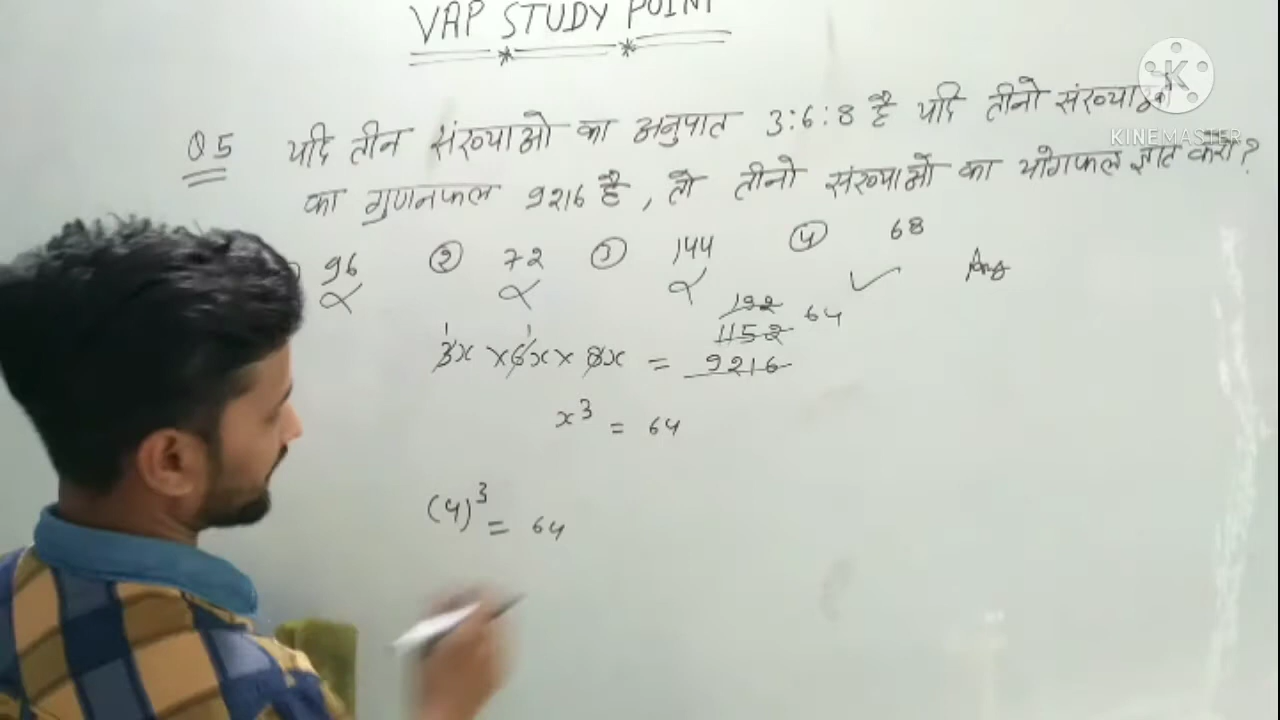 VAP STUDY POINT
Q5 यदि तीन संख्याओ का अनुपात 3:6:8 है यदि तीनो संख्याओ
का गुणनफल 9216 है, तो तीनो संख्याओं का योगफल ज्ञात करो?
96 ② 72 ③ 144 ④ 68 Ans
192
1152 64
3x × 6x × 8x = 9216
x³ = 64
(4)³ = 64
KINEMASTER